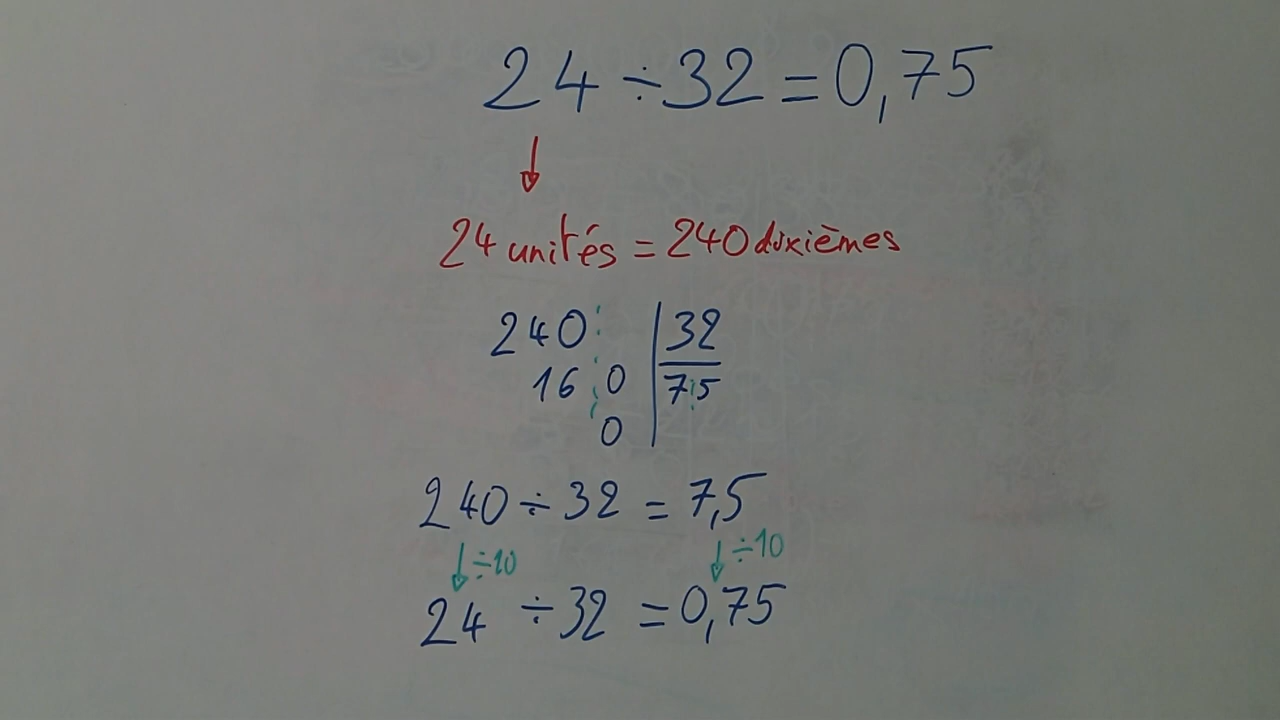 24 ÷ 32 = 0,75
↓
24 unités = 240 dixièmes
240 | 32
16 0 | 7,5
0
240 ÷ 32 = 7,5
↓ ÷10 ↓ ÷10
24 ÷ 32 = 0,75